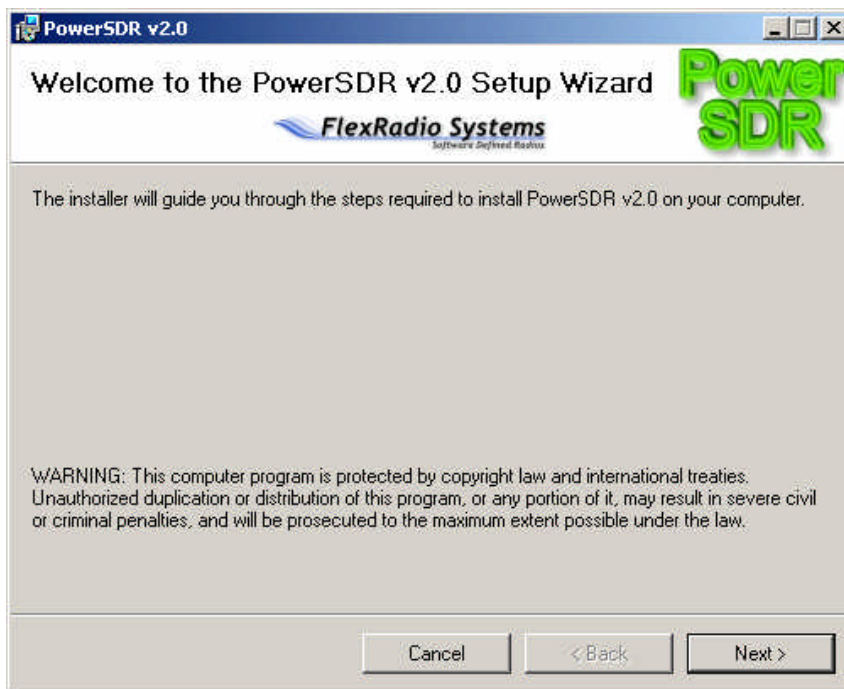 PowerSDR v2.0
Welcome to the PowerSDR v2.0 Setup Wizard
Power
SDR
FlexRadio Systems
Software Defined Radios
The installer will guide you through the steps required to install PowerSDR v2.0 on your computer.
WARNING: This computer program is protected by copyright law and international treaties.
Unauthorized duplication or distribution of this program, or any portion of it, may result in severe civil
or criminal penalties, and will be prosecuted to the maximum extent possible under the law.
Cancel
< Back
Next >